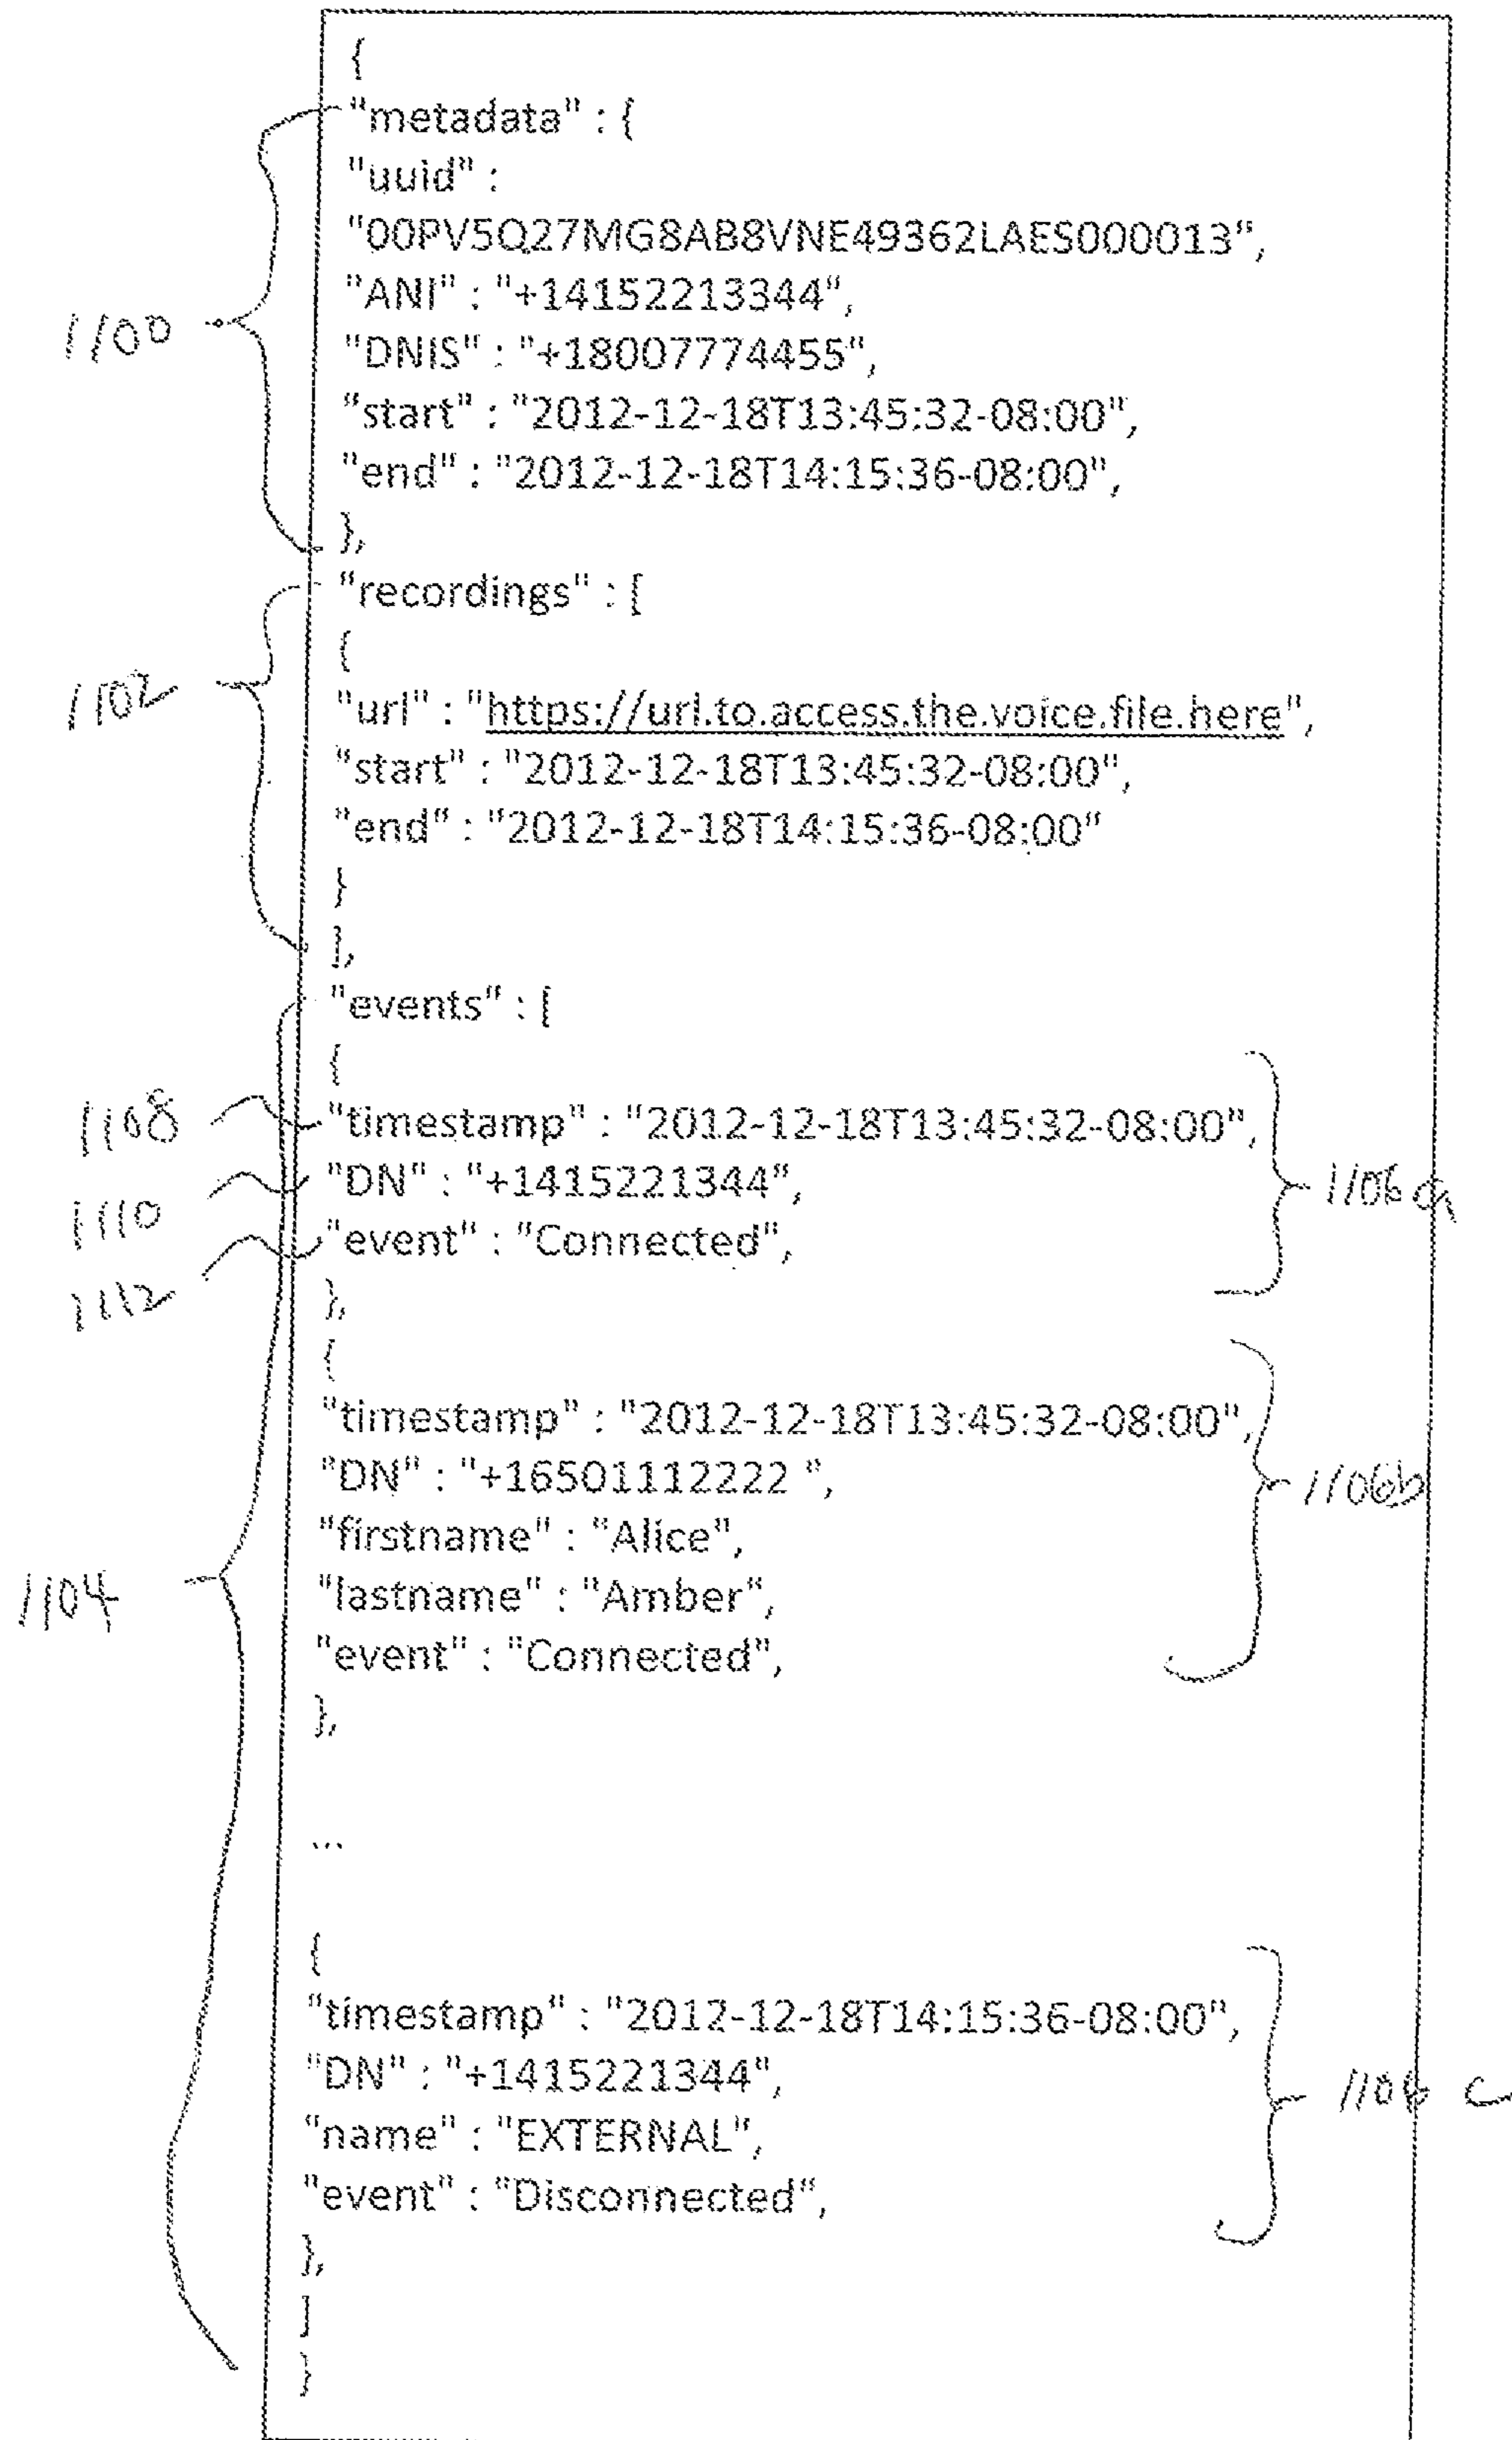 {
"metadata" : {
"uuid" :
"00PV5Q27MG8AB8VNE49362LAES000013",
"ANI" : "+14152213344",
1100
"DNIS" : "+18007774455",
"start" : "2012-12-18T13:45:32-08:00",
"end" : "2012-12-18T14:15:36-08:00",
},
"recordings" : [
{
1102
"url" : "https://url.to.access.the.voice.file.here",
"start" : "2012-12-18T13:45:32-08:00",
"end" : "2012-12-18T14:15:36-08:00"
}
],
"events" : [
{
1108
"timestamp" : "2012-12-18T13:45:32-08:00",
"DN" : "+1415221344",
1106a
1110
"event" : "Connected",
1112
},
{
"timestamp" : "2012-12-18T13:45:32-08:00",
"DN" : "+16501112222 ",
1106b
"firstname" : "Alice",
"lastname" : "Amber",
1104
"event" : "Connected",
},
...
{
"timestamp" : "2012-12-18T14:15:36-08:00",
"DN" : "+1415221344",
1106 c
"name" : "EXTERNAL",
"event" : "Disconnected",
},
]
}